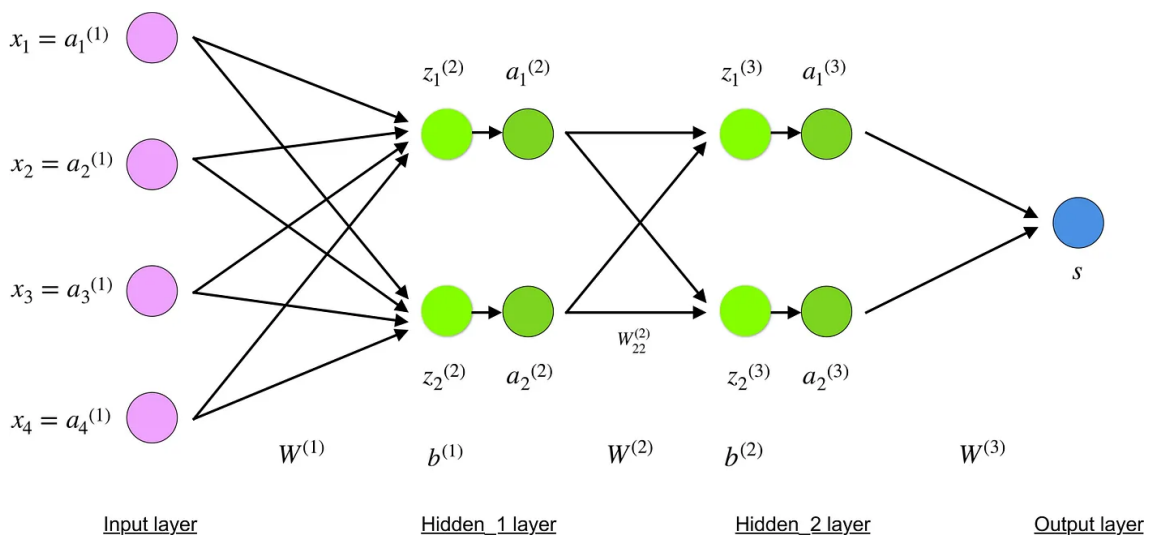 x₁ = a₁⁽¹⁾
x₂ = a₂⁽¹⁾
x₃ = a₃⁽¹⁾
x₄ = a₄⁽¹⁾
z₁⁽²⁾ a₁⁽²⁾
z₂⁽²⁾ a₂⁽²⁾
z₁⁽³⁾ a₁⁽³⁾
z₂⁽³⁾ a₂⁽³⁾
W₂₂⁽²⁾
s
W⁽¹⁾ b⁽¹⁾ W⁽²⁾ b⁽²⁾ W⁽³⁾
Input layer Hidden_1 layer Hidden_2 layer Output layer